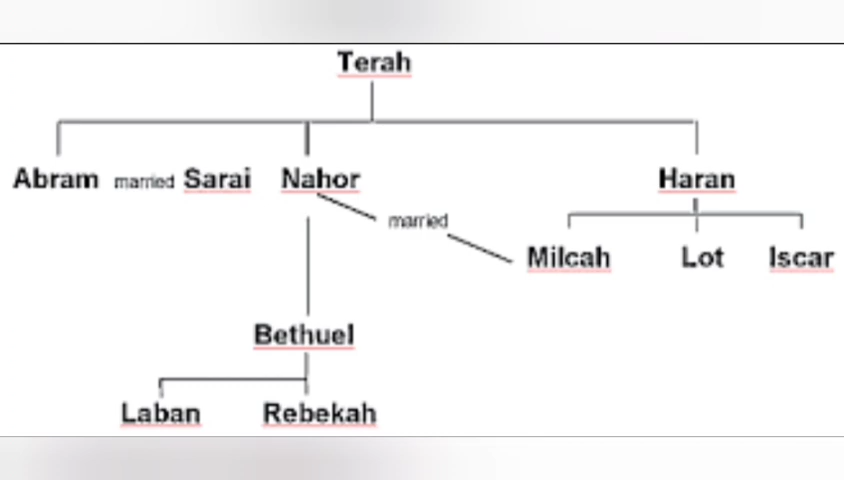 Terah
Abram married Sarai Nahor Haran
married
Milcah Lot Iscar
Bethuel
Laban Rebekah